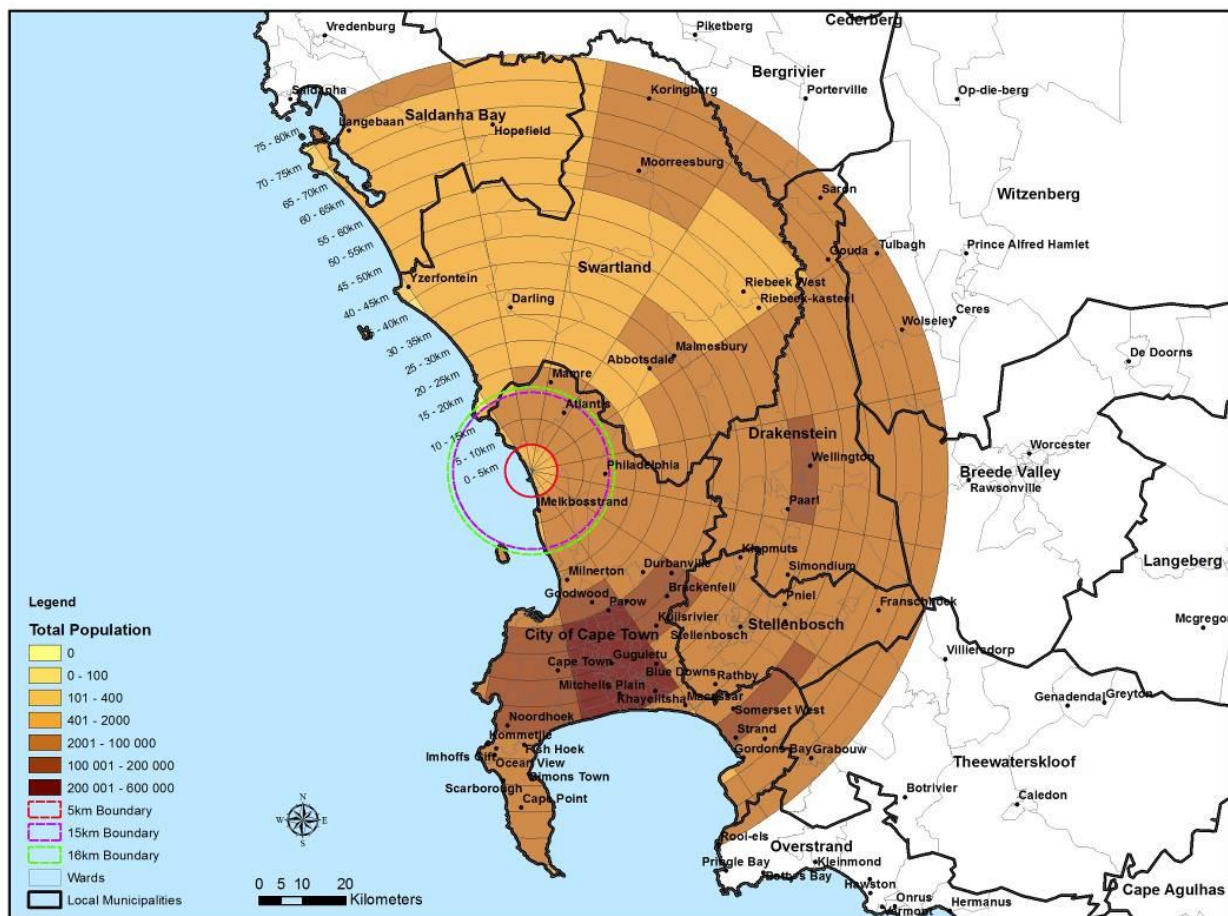 Cederberg
Vredenburg
Piketberg
Bergrivier
Saldanha
Koringberg
Porterville
Op-die-berg
Saldanha Bay
Langebaan
Hopefield
75 - 80km
Moorreesburg
70 - 75km
65 - 70km
60 - 65km
55 - 60km
50 - 55km
45 - 50km
40 - 45km
35 - 40km
30 - 35km
25 - 30km
20 - 25km
15 - 20km
10 - 15km
5 - 10km
0 - 5km
Saron
Witzenberg
Gouda
Tulbagh
Prince Alfred Hamlet
Swartland
Yzerfontein
Riebeek West
Darling
Riebeek-kasteel
Ceres
Wolseley
De Doorns
Malmesbury
Abbotsdale
Mamre
Atlantis
Drakenstein
Worcester
Wellington
Philadelphia
Breede Valley
Rawsonville
Paarl
Melkbosstrand
Klapmuts
Langeberg
Durbanville
Milnerton
Simondium
Brackenfell
Goodwood
Parow
Pniel
Franschhoek
Kuilsrivier
Stellenbosch
Mcgregor
City of Cape Town
Stellenbosch
Villiersdorp
Guguletu
Cape Town
Blue Downs
Raithby
Mitchells Plain
Khayelitsha
Macassar
Genadendal
Greyton
Somerset West
Noordhoek
Strand
Kommetjie
Fish Hoek
Gordons Bay
Grabouw
Imhoffs Gift
Ocean View
Theewaterskloof
Simons Town
Scarborough
Botrivier
Caledon
Cape Point
Rooi-els
Overstrand
Pringle Bay
Kleinmond
Bettys Bay
Hawston
Onrus
Vermont
Hermanus
Cape Agulhas
Legend
Total Population
0
0 - 100
101 - 400
401 - 2000
2001 - 100 000
100 001 - 200 000
200 001 - 600 000
5km Boundary
15km Boundary
16km Boundary
Wards
Local Municipalities
N
W
E
S
0 5 10 20
Kilometers